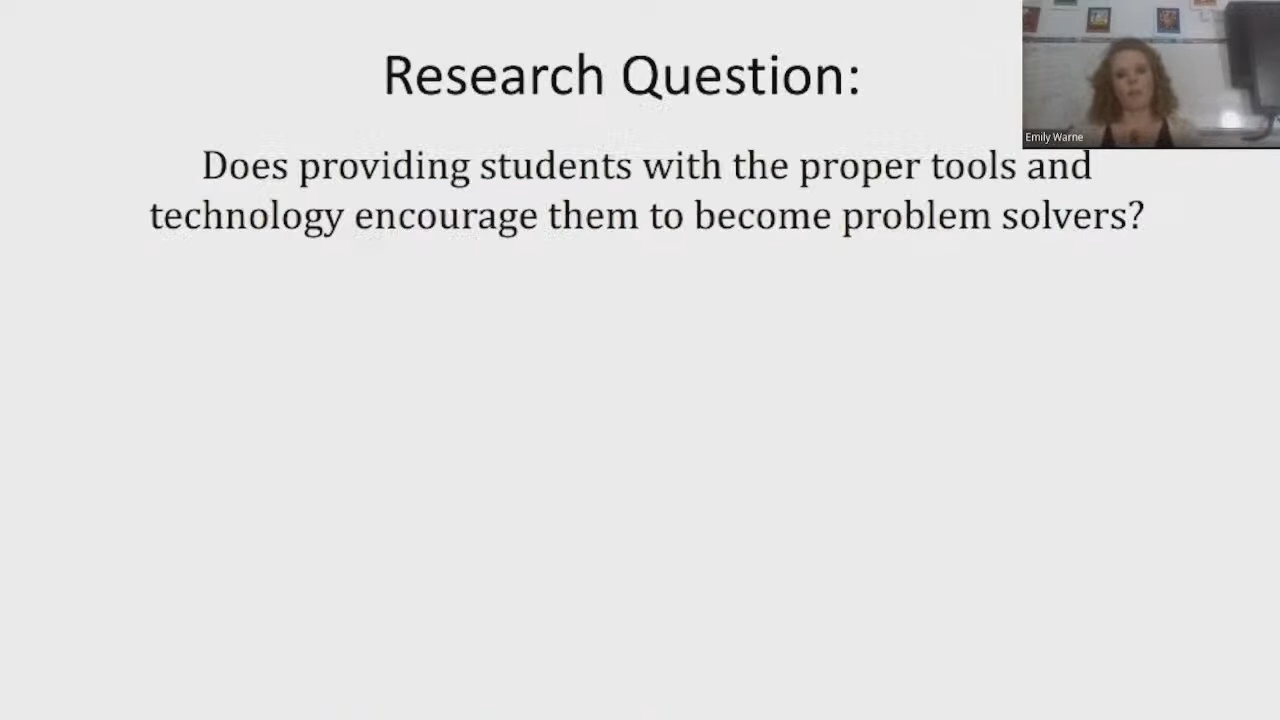 Research Question:
Emily Warne
Does providing students with the proper tools and
technology encourage them to become problem solvers?